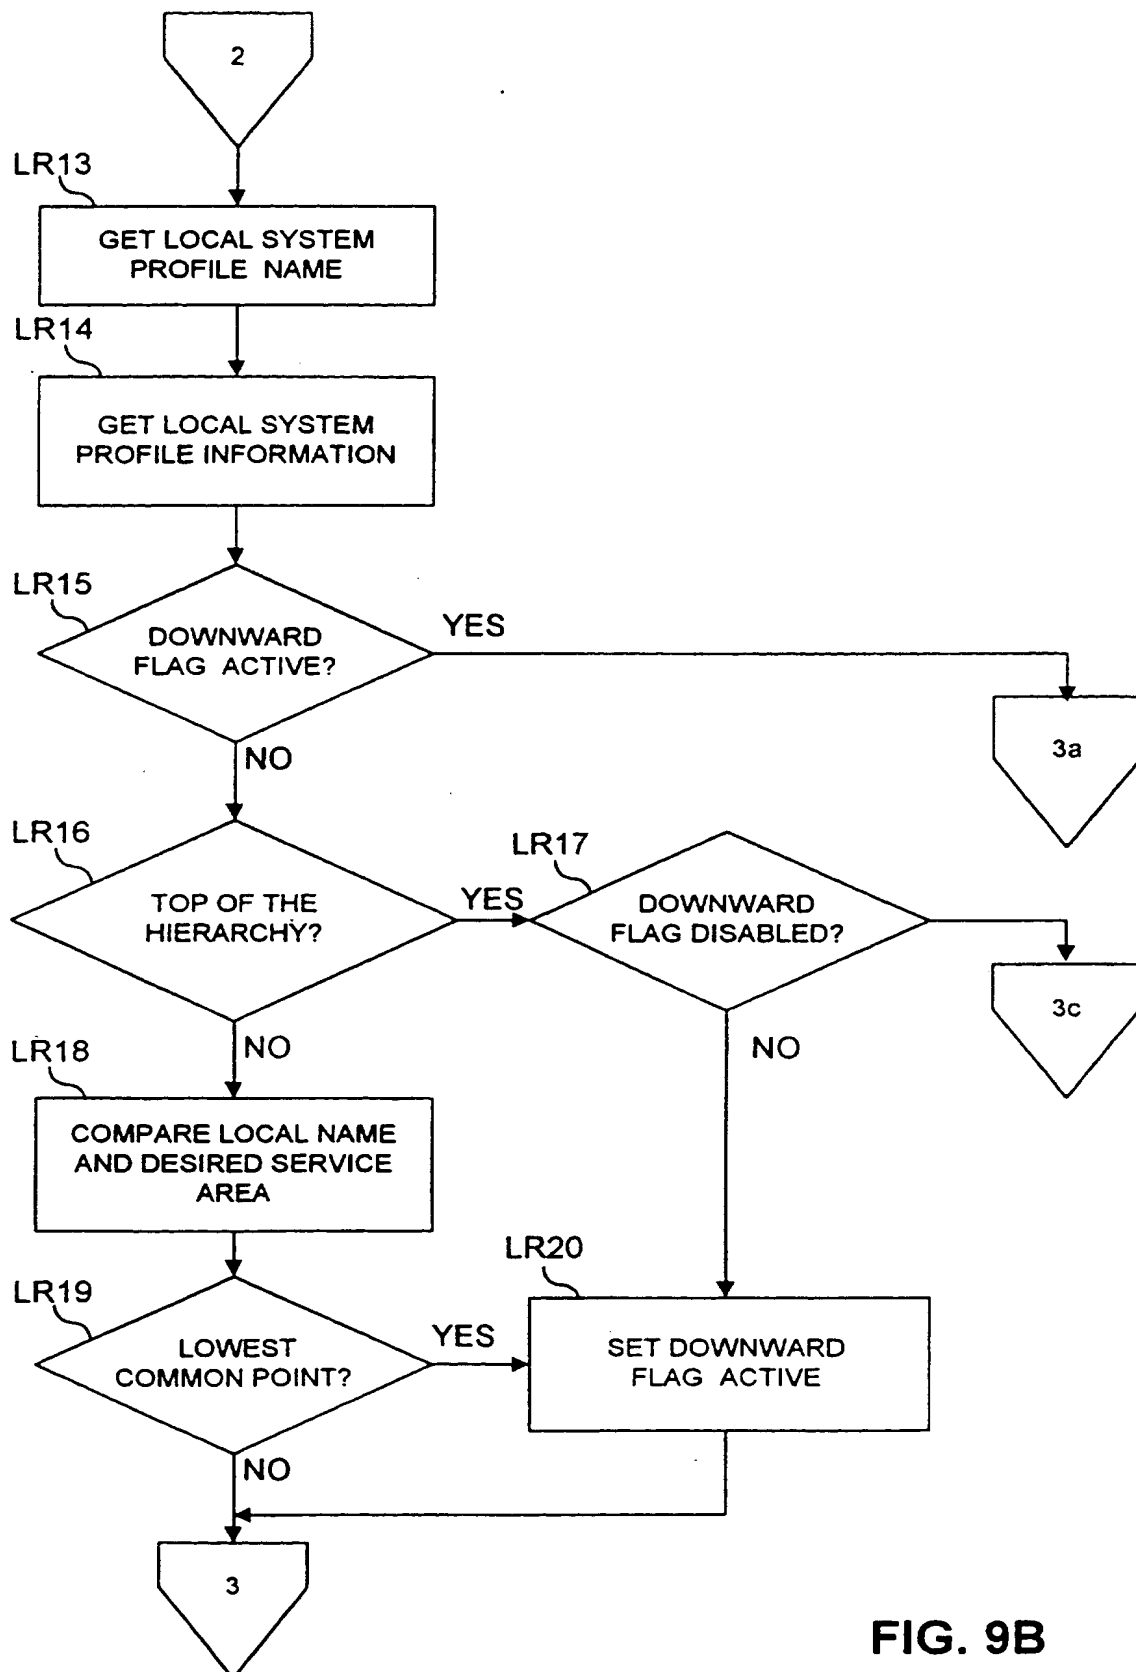 2
LR13
GET LOCAL SYSTEM
PROFILE NAME
LR14
GET LOCAL SYSTEM
PROFILE INFORMATION
LR15
DOWNWARD
FLAG ACTIVE?
YES
3a
NO
LR16
TOP OF THE
HIERARCHY?
YES
LR17
DOWNWARD
FLAG DISABLED?
3c
NO
NO
LR18
COMPARE LOCAL NAME
AND DESIRED SERVICE
AREA
LR19
LOWEST
COMMON POINT?
YES
LR20
SET DOWNWARD
FLAG ACTIVE
NO
3
FIG. 9B